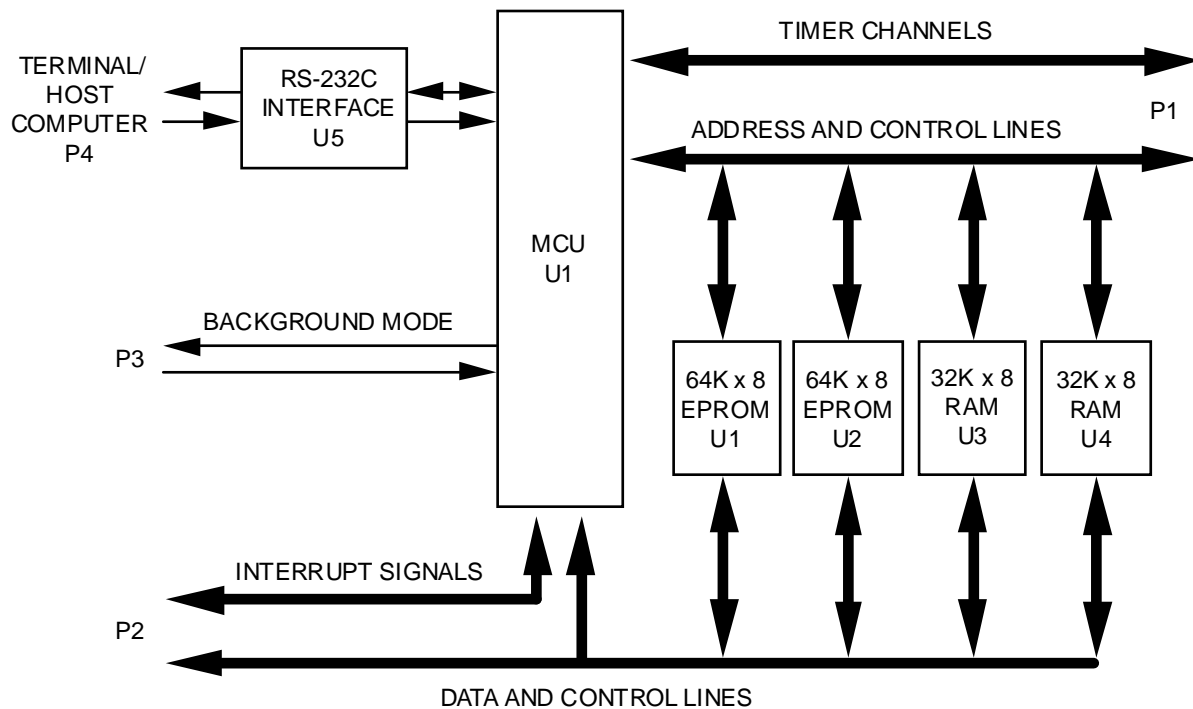 TIMER CHANNELS
TERMINAL/
HOST
COMPUTER
P4
RS-232C
INTERFACE
U5
P1
ADDRESS AND CONTROL LINES
MCU
U1
BACKGROUND MODE
P3
64K x 8
EPROM
U1
64K x 8
EPROM
U2
32K x 8
RAM
U3
32K x 8
RAM
U4
INTERRUPT SIGNALS
P2
DATA AND CONTROL LINES